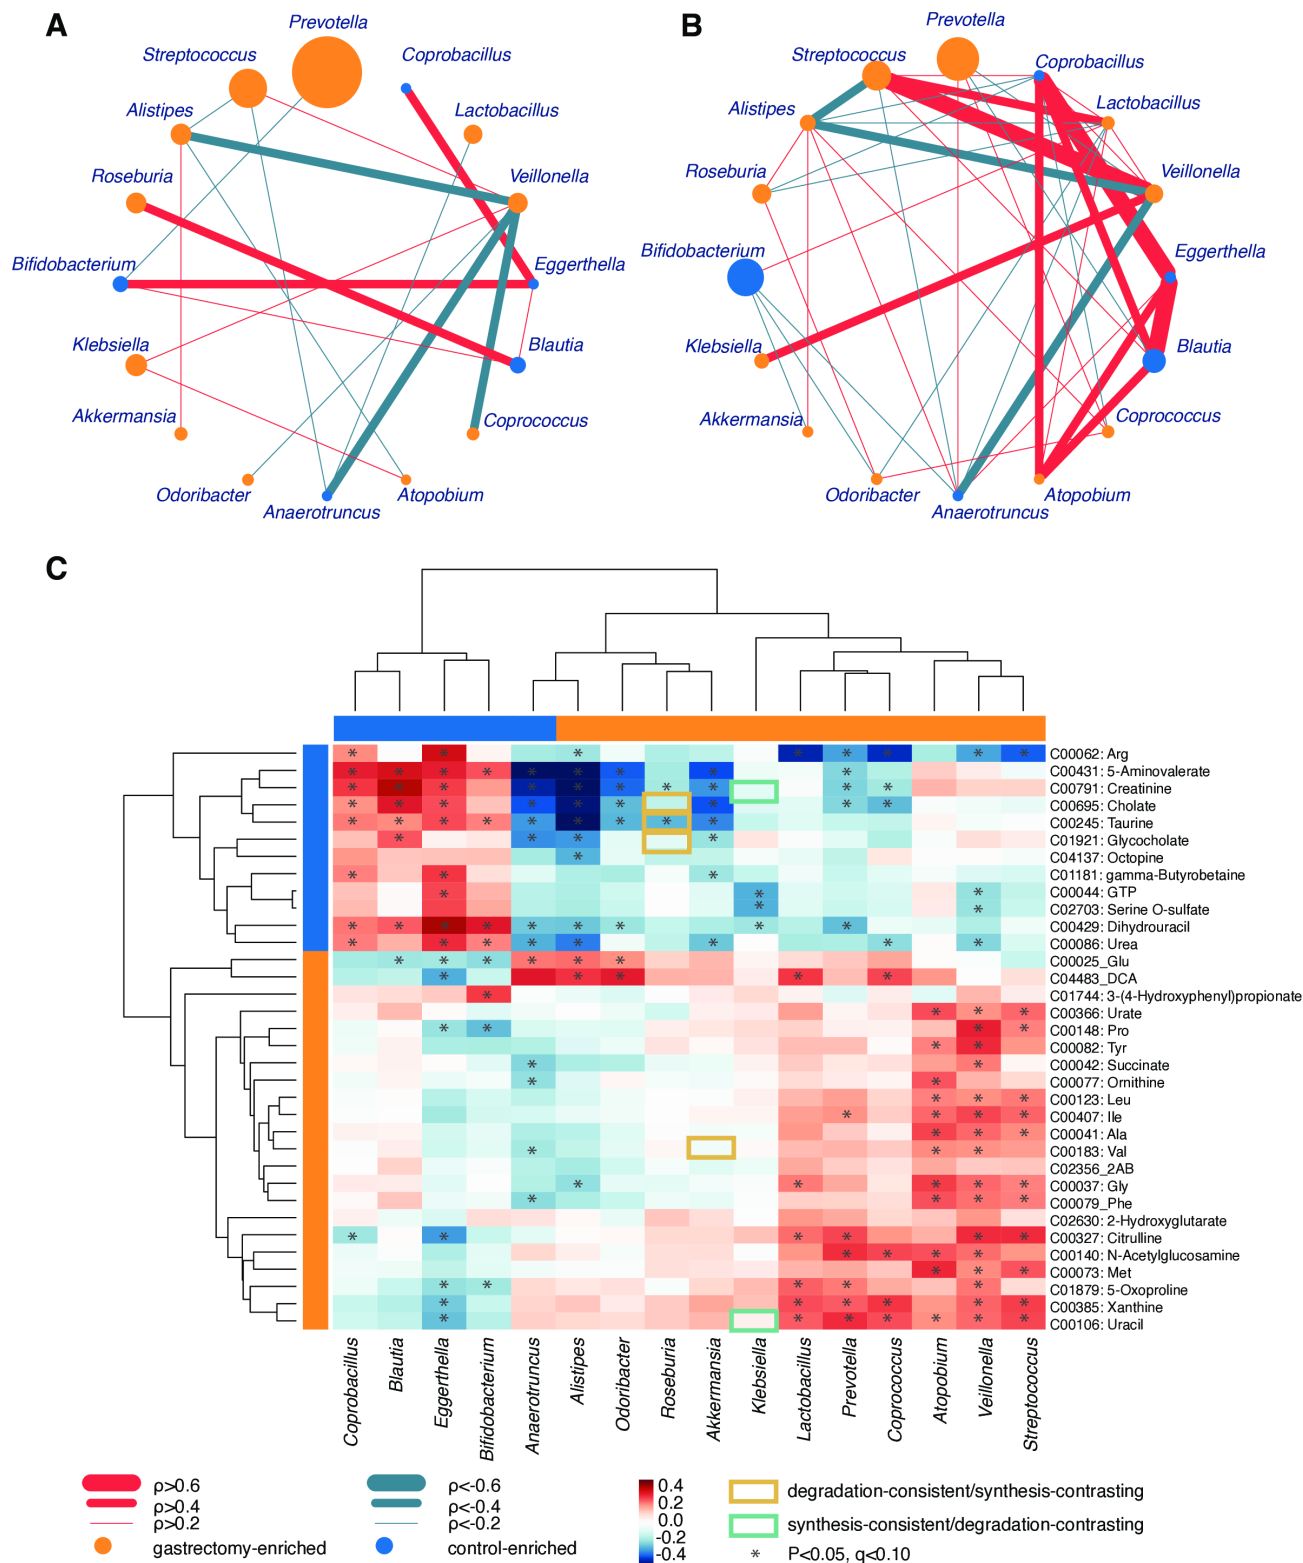 A
Prevotella
Streptococcus
Coprobacillus
Alistipes
Lactobacillus
Roseburia
Veillonella
Bifidobacterium
Eggerthella
Klebsiella
Blautia
Akkermansia
Coprococcus
Odoribacter
Atopobium
Anaerotruncus
B
Prevotella
Streptococcus
Coprobacillus
Alistipes
Lactobacillus
Roseburia
Veillonella
Bifidobacterium
Eggerthella
Klebsiella
Blautia
Akkermansia
Coprococcus
Odoribacter
Atopobium
Anaerotruncus
C
C00062: Arg
C00431: 5-Aminovalerate
C00791: Creatinine
C00695: Cholate
C00245: Taurine
C01921: Glycocholate
C04137: Octopine
C01181: gamma-Butyrobetaine
C00044: GTP
C02703: Serine O-sulfate
C00429: Dihydrouracil
C00086: Urea
C00025_Glu
C04483_DCA
C01744: 3-(4-Hydroxyphenyl)propionate
C00366: Urate
C00148: Pro
C00082: Tyr
C00042: Succinate
C00077: Ornithine
C00123: Leu
C00407: Ile
C00041: Ala
C00183: Val
C02356_2AB
C00037: Gly
C00079_Phe
C02630: 2-Hydroxyglutarate
C00327: Citrulline
C00140: N-Acetylglucosamine
C00073: Met
C01879: 5-Oxoproline
C00385: Xanthine
C00106: Uracil
Coprobacillus
Blautia
Eggerthella
Bifidobacterium
Anaerotruncus
Alistipes
Odoribacter
Roseburia
Akkermansia
Klebsiella
Lactobacillus
Prevotella
Coprococcus
Atopobium
Veillonella
Streptococcus
ρ>0.6
ρ>0.4
ρ>0.2
gastrectomy-enriched
ρ<-0.6
ρ<-0.4
ρ<-0.2
control-enriched
0.4
0.2
0.0
-0.2
-0.4
degradation-consistent/synthesis-contrasting
synthesis-consistent/degradation-contrasting
* P<0.05, q<0.10